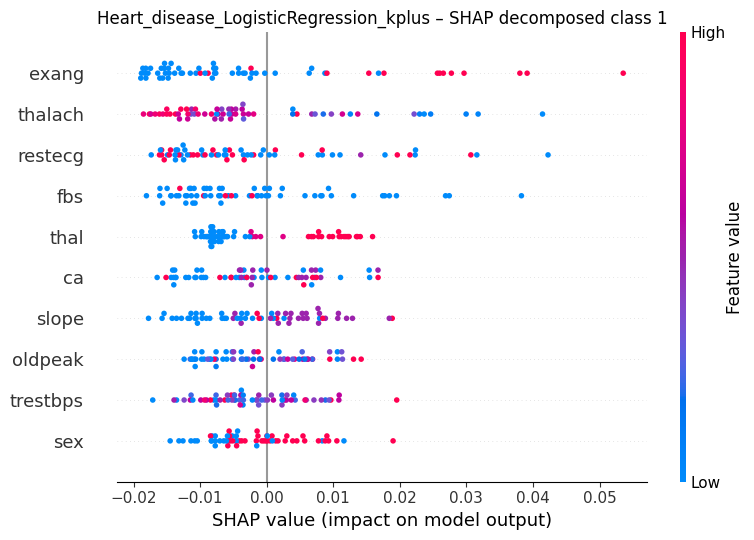 Heart_disease_LogisticRegression_kplus – SHAP decomposed class 1
High
exang
thalach
restecg
fbs
thal
ca
slope
oldpeak
trestbps
sex
Feature value
Low
−0.02 −0.01 0.00 0.01 0.02 0.03 0.04 0.05
SHAP value (impact on model output)